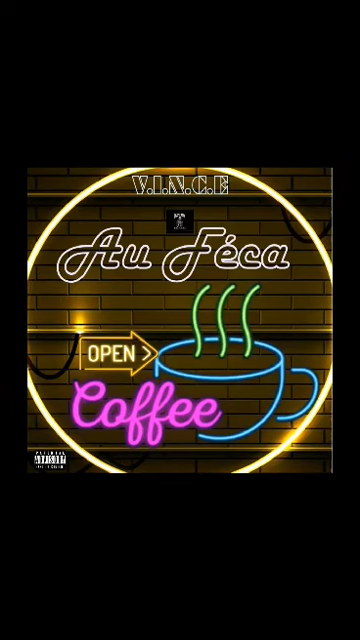 V.I.N.C.E
Au Féca
OPEN
Coffee
PARENTAL
ADVISORY